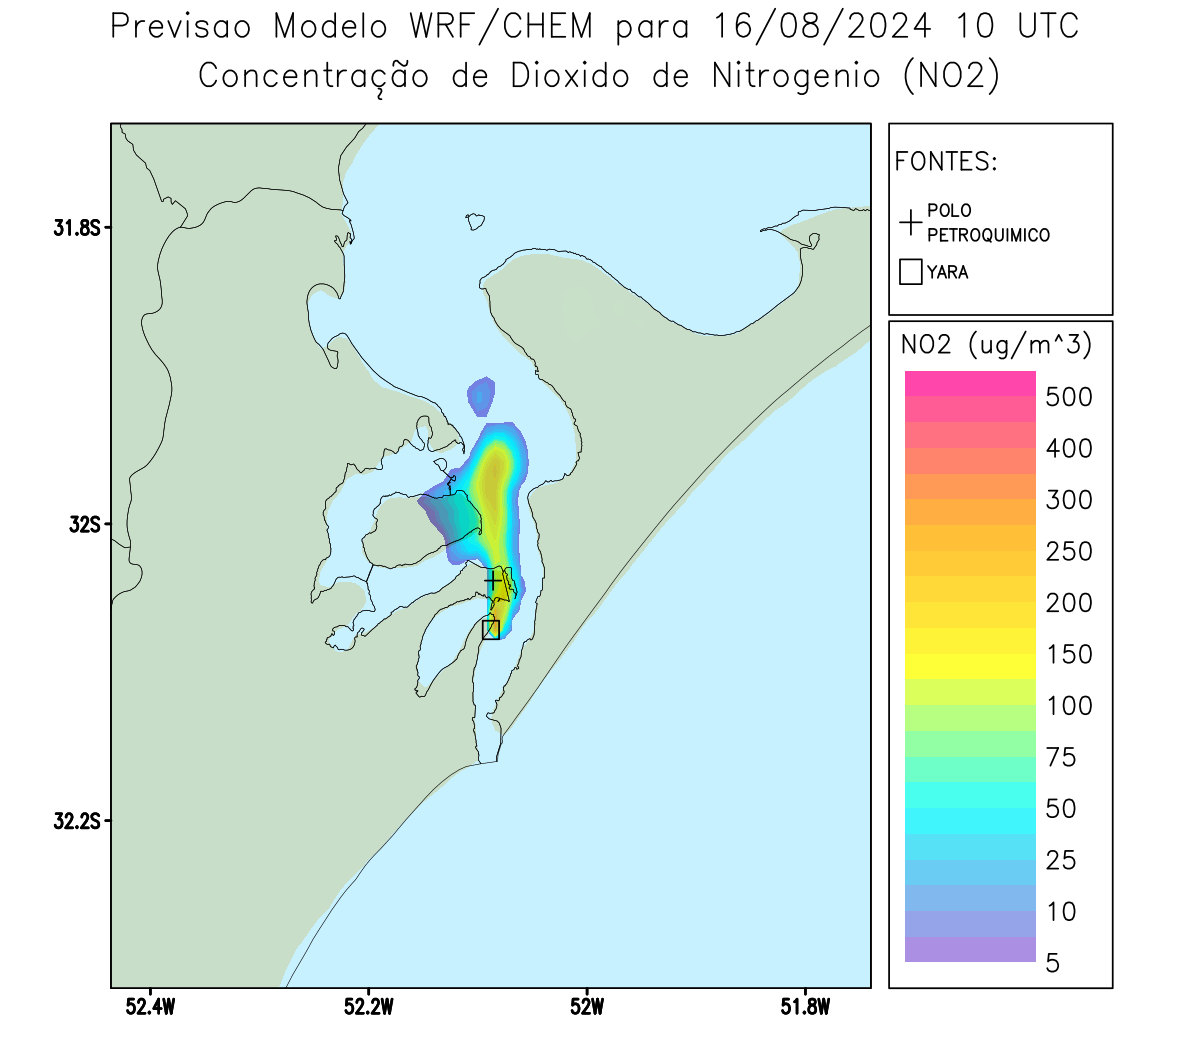 Previsao Modelo WRF/CHEM para 16/08/2024 10 UTC
Concentração de Dioxido de Nitrogenio (NO2)
FONTES:
POLO
PETROQUIMICO
YARA
NO2 (ug/m^3)
500
400
300
250
200
150
100
75
50
25
10
5
31.8S
32S
32.2S
52.4W
52.2W
52W
51.8W